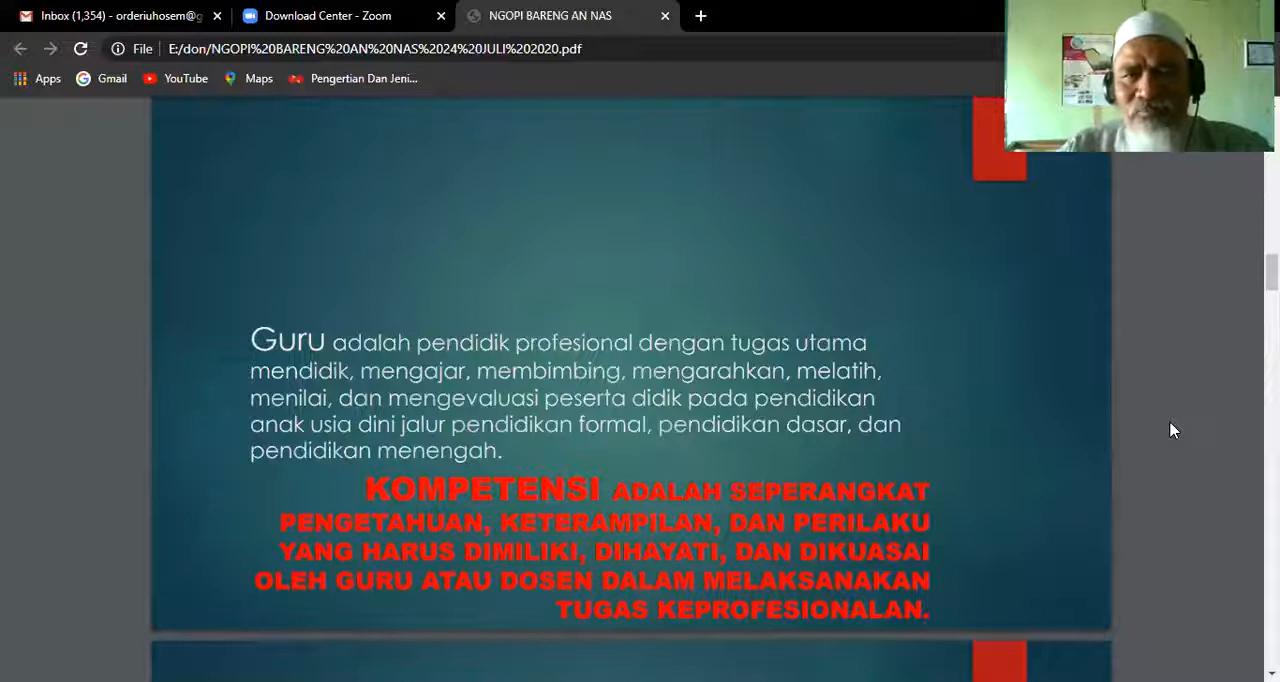 Inbox (1,354) - orderiuhosem@g
Download Center - Zoom
NGOPI BARENG AN NAS
File
E:/don/NGOPI%20BARENG%20AN%20NAS%2024%20JULI%202020.pdf
Apps
Gmail
YouTube
Maps
Pengertian Dan Jeni...
Guru adalah pendidik profesional dengan tugas utama
mendidik, mengajar, membimbing, mengarahkan, melatih,
menilai, dan mengevaluasi peserta didik pada pendidikan
anak usia dini jalur pendidikan formal, pendidikan dasar, dan
pendidikan menengah.
KOMPETENSI ADALAH SEPERANGKAT
PENGETAHUAN, KETERAMPILAN, DAN PERILAKU
YANG HARUS DIMILIKI, DIHAYATI, DAN DIKUASAI
OLEH GURU ATAU DOSEN DALAM MELAKSANAKAN
TUGAS KEPROFESIONALAN.